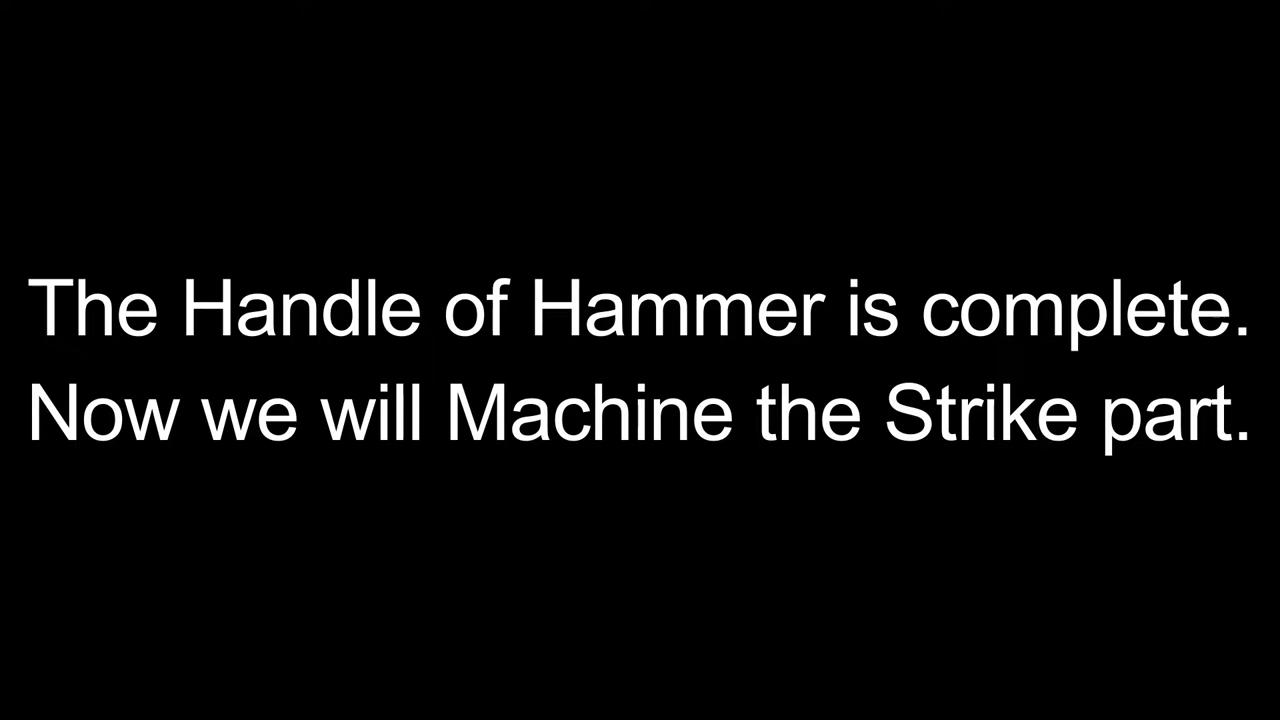 The Handle of Hammer is complete.
Now we will Machine the Strike part.